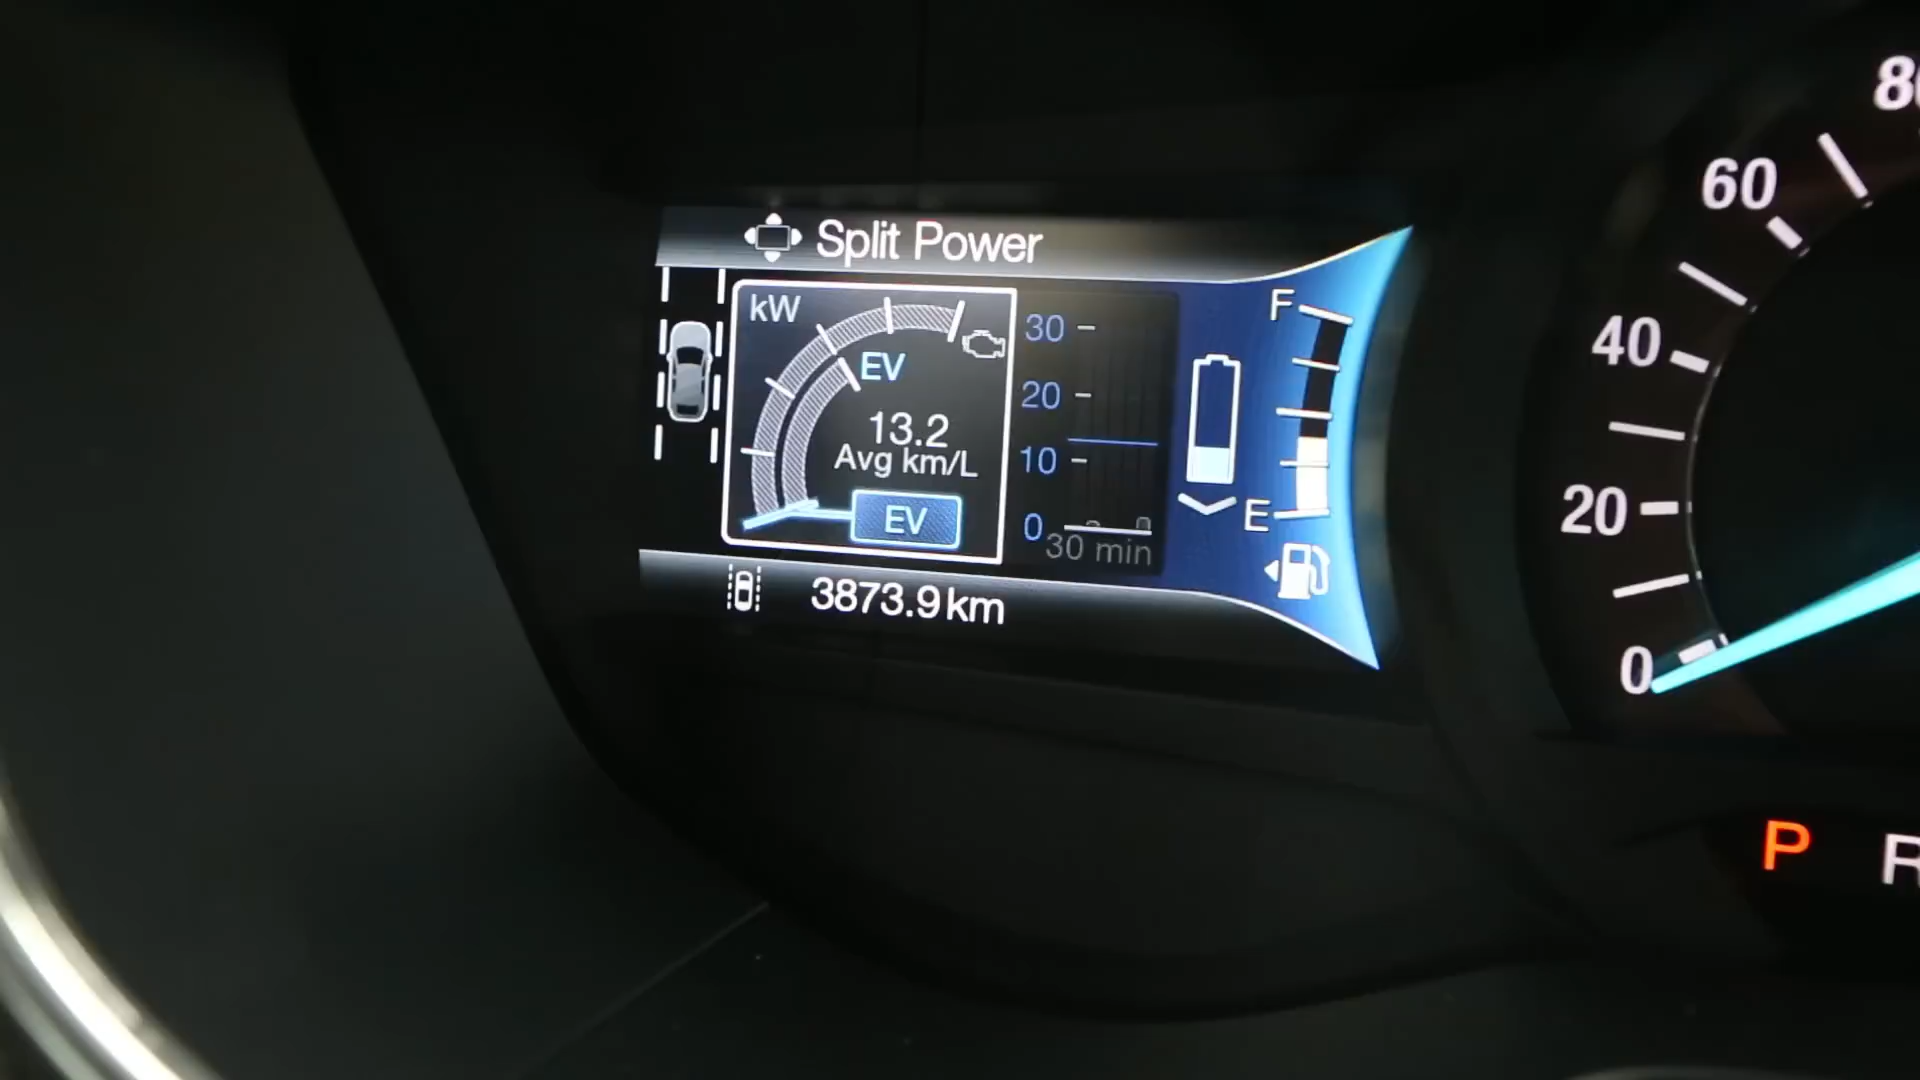 Split Power
kW
EV
13.2
Avg km/L
EV
30
20
10
0
30 min
F
E
3873.9 km
60
40
20
0
P
R